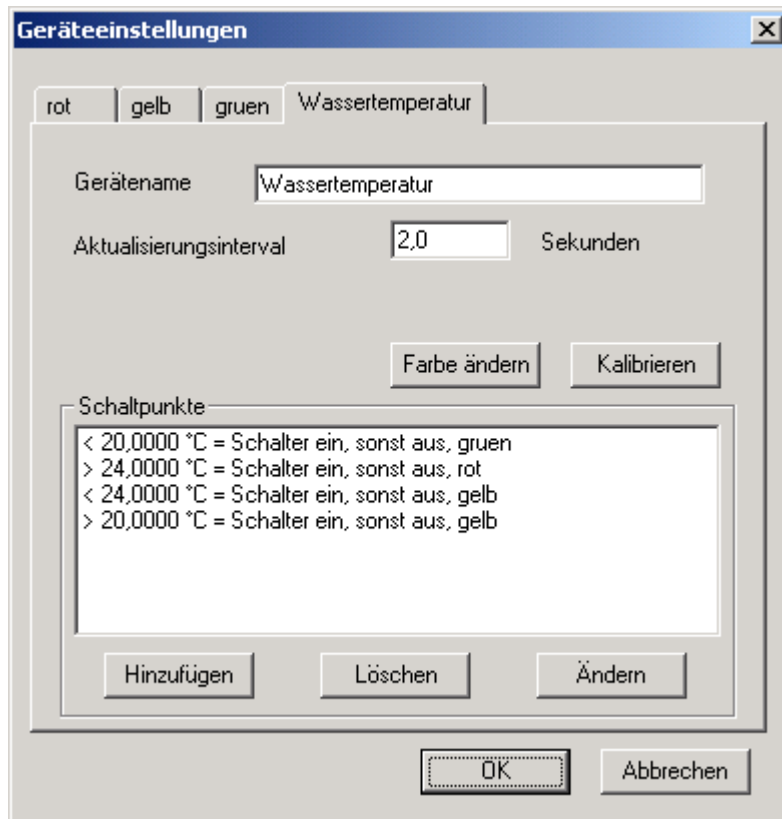 Geräteeinstellungen
rot gelb gruen Wassertemperatur
Gerätename Wassertemperatur
Aktualisierungsinterval 2,0 Sekunden
Farbe ändern Kalibrieren
Schaltpunkte
< 20,0000 °C = Schalter ein, sonst aus, gruen
> 24,0000 °C = Schalter ein, sonst aus, rot
< 24,0000 °C = Schalter ein, sonst aus, gelb
> 20,0000 °C = Schalter ein, sonst aus, gelb
Hinzufügen Löschen Ändern
OK Abbrechen